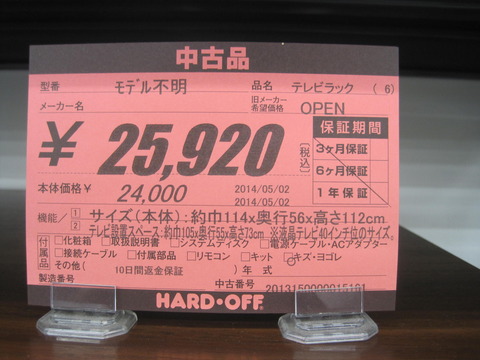 中古品
型番 モデル不明 品名 テレビラック ( 6)
メーカー名 旧メーカー希望価格 OPEN
¥ 25,920 [税込]
保証期間
3ヶ月保証
6ヶ月保証
1年保証
本体価格¥ 24,000
2014/05/02
2014/05/02
機能/ 1 サイズ(本体):約巾114x奥行56x高さ112cm
2 テレビ設置スペース:約巾105x奥行55x高さ73cm ※液晶テレビ40インチ位のサイズ。
付属品 □化粧箱 □取扱説明書 □システムディスク □電源ケーブル・ACアダプター
□接続ケーブル □付属部品 □リモコン □キット □キズ・ヨゴレ
□その他( 10日間返金保証 ) 年式
製造番号 中古番号
HARD・OFF